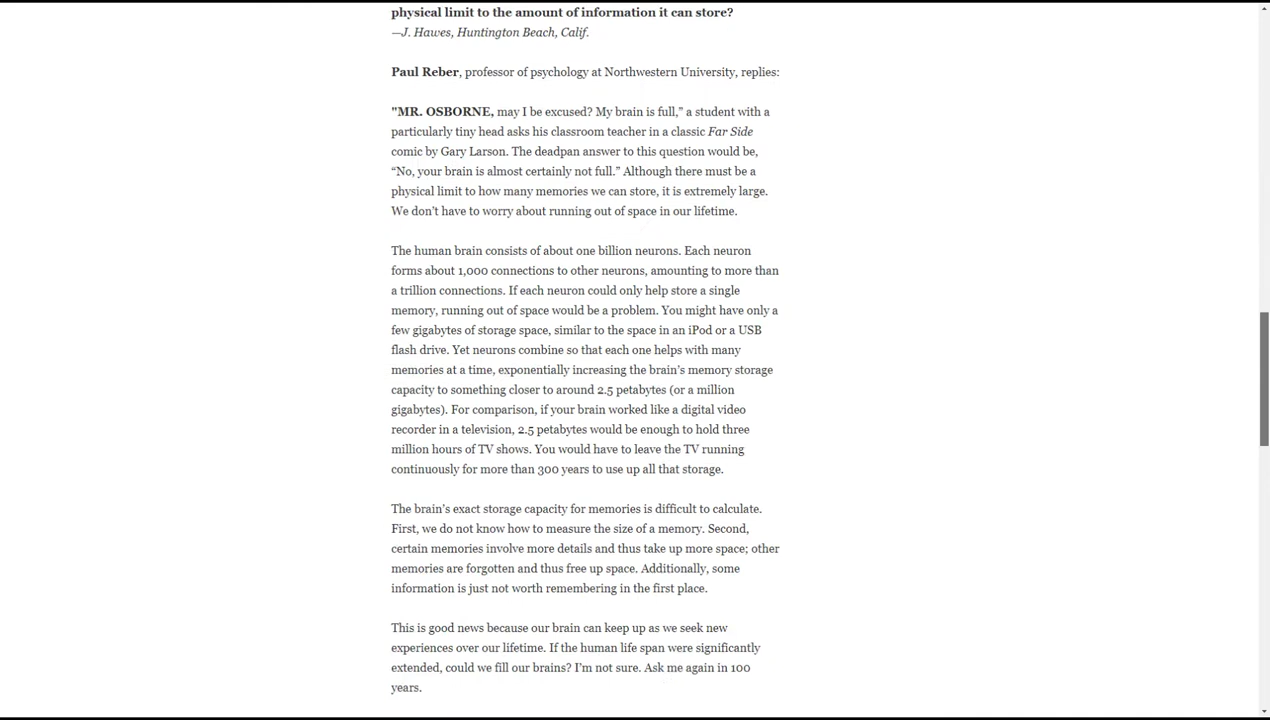 physical limit to the amount of information it can store?
—J. Hawes, Huntington Beach, Calif.
Paul Reber, professor of psychology at Northwestern University, replies:
"MR. OSBORNE, may I be excused? My brain is full,” a student with a
particularly tiny head asks his classroom teacher in a classic Far Side
comic by Gary Larson. The deadpan answer to this question would be,
“No, your brain is almost certainly not full.” Although there must be a
physical limit to how many memories we can store, it is extremely large.
We don’t have to worry about running out of space in our lifetime.
The human brain consists of about one billion neurons. Each neuron
forms about 1,000 connections to other neurons, amounting to more than
a trillion connections. If each neuron could only help store a single
memory, running out of space would be a problem. You might have only a
few gigabytes of storage space, similar to the space in an iPod or a USB
flash drive. Yet neurons combine so that each one helps with many
memories at a time, exponentially increasing the brain’s memory storage
capacity to something closer to around 2.5 petabytes (or a million
gigabytes). For comparison, if your brain worked like a digital video
recorder in a television, 2.5 petabytes would be enough to hold three
million hours of TV shows. You would have to leave the TV running
continuously for more than 300 years to use up all that storage.
The brain’s exact storage capacity for memories is difficult to calculate.
First, we do not know how to measure the size of a memory. Second,
certain memories involve more details and thus take up more space; other
memories are forgotten and thus free up space. Additionally, some
information is just not worth remembering in the first place.
This is good news because our brain can keep up as we seek new
experiences over our lifetime. If the human life span were significantly
extended, could we fill our brains? I’m not sure. Ask me again in 100
years.